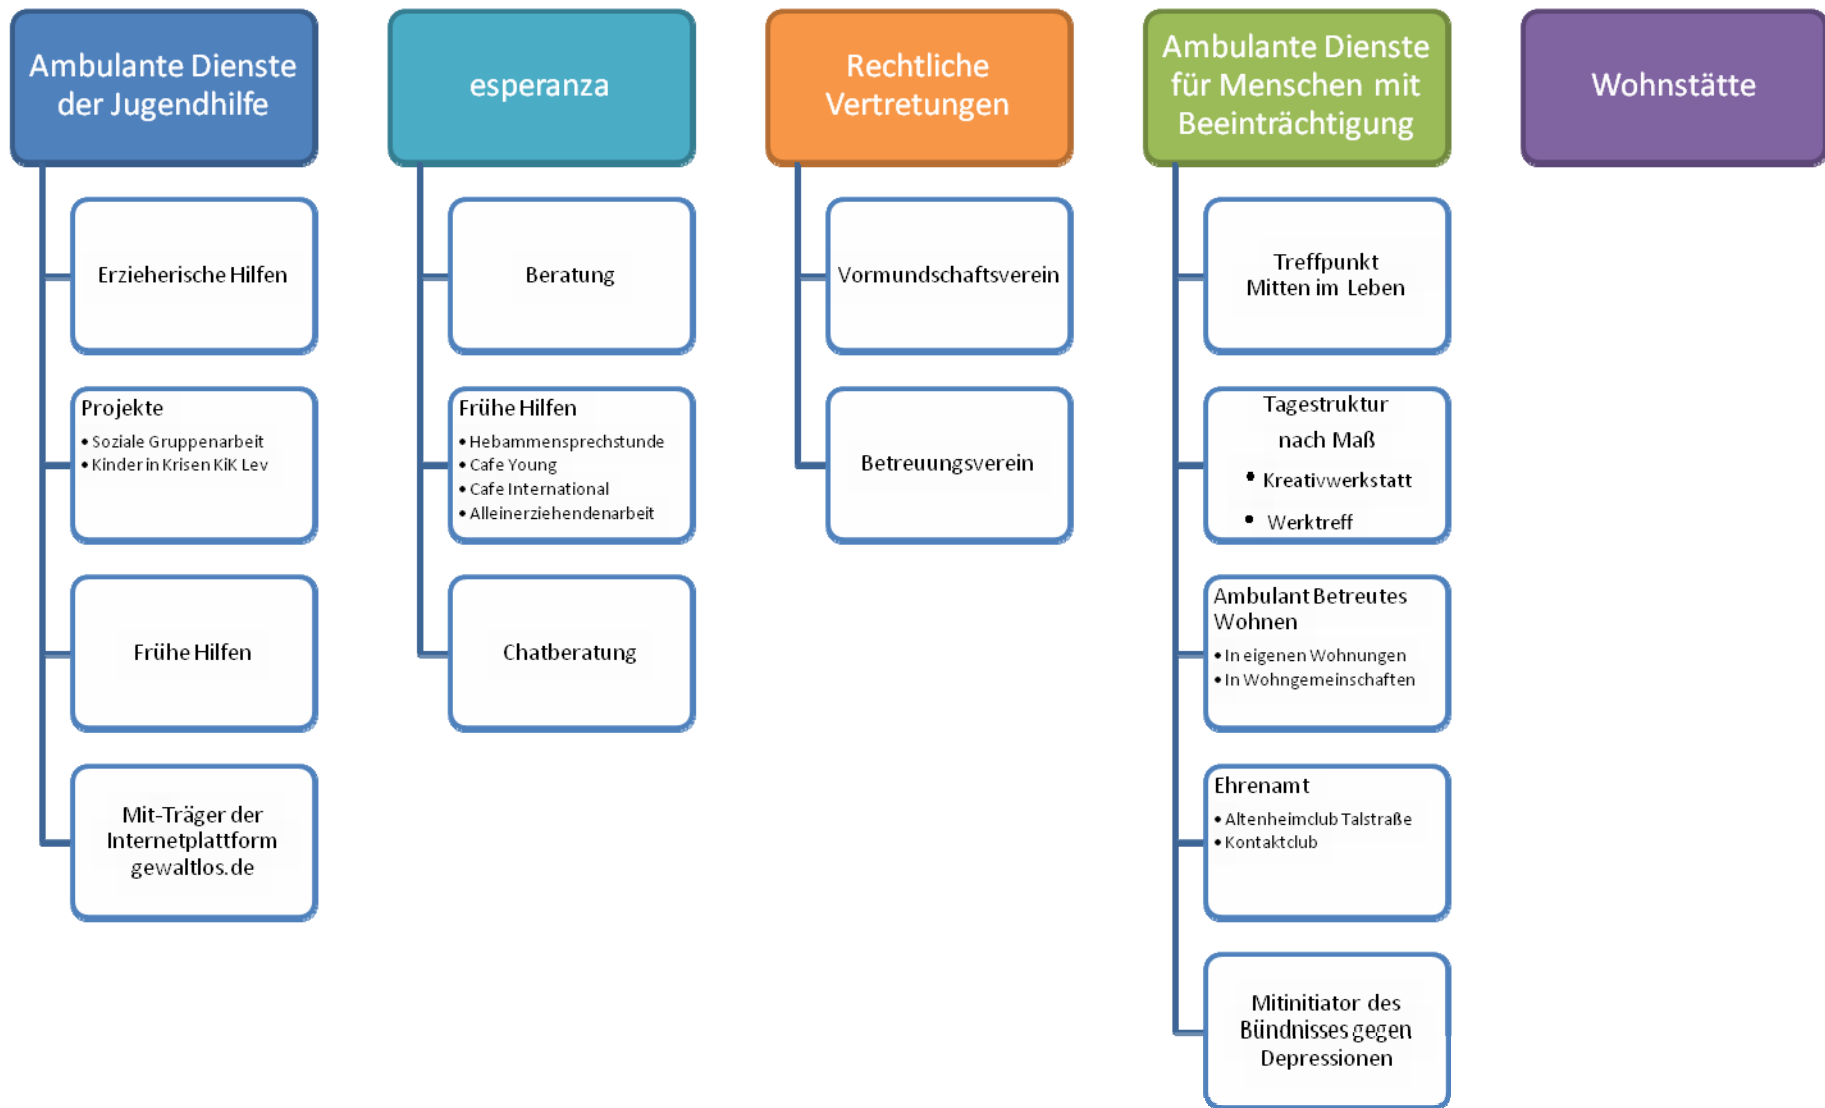 Ambulante Dienste
der Jugendhilfe
Erzieherische Hilfen
Projekte
• Soziale Gruppenarbeit
• Kinder in Krisen KiK Lev
Frühe Hilfen
Mit-Träger der
Internetplattform
gewaltlos.de
esperanza
Beratung
Frühe Hilfen
• Hebammensprechstunde
• Cafe Young
• Cafe International
• Alleinerziehendenarbeit
Chatberatung
Rechtliche
Vertretungen
Vormundschaftsverein
Betreuungsverein
Ambulante Dienste
für Menschen mit
Beeinträchtigung
Treffpunkt
Mitten im Leben
Tagestruktur
nach Maß
• Kreativwerkstatt
• Werktreff
Ambulant Betreutes
Wohnen
• In eigenen Wohnungen
• In Wohngemeinschaften
Ehrenamt
• Altenheimclub Talstraße
• Kontaktclub
Mitinitiator des
Bündnisses gegen
Depressionen
Wohnstätte